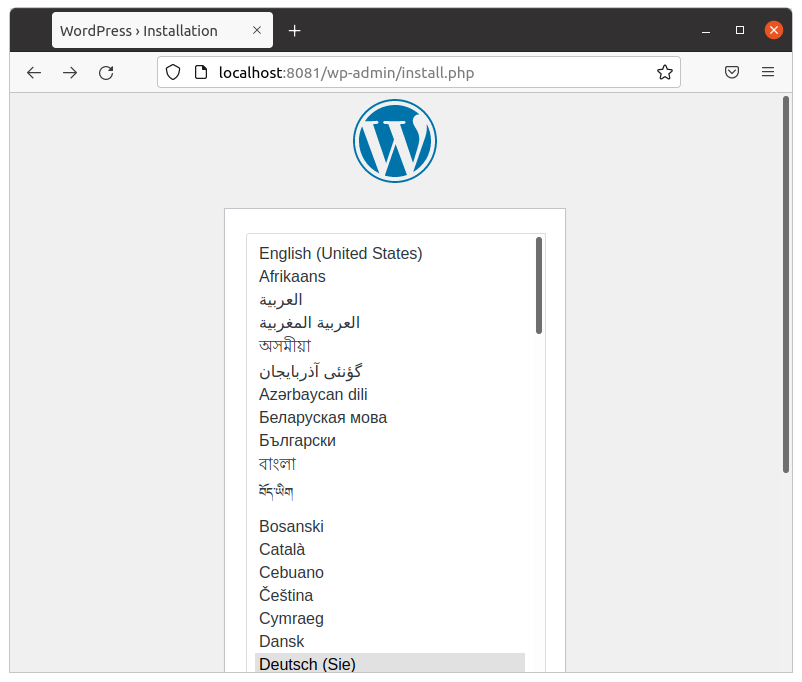 WordPress › Installation
localhost:8081/wp-admin/install.php
English (United States)
Afrikaans
العربية
العربية المغربية
অসমীয়া
گؤنئی آذربایجان
Azərbaycan dili
Беларуская мова
Български
বাংলা
བོད་ཡིག
Bosanski
Català
Cebuano
Čeština
Cymraeg
Dansk
Deutsch (Sie)